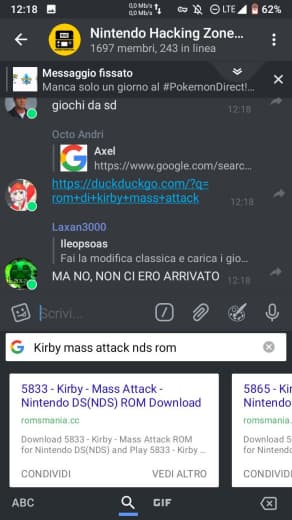 12:18
0,0 Mb/s
0,0 Mb/s
LTE
62%
Nintendo Hacking Zone…
1697 membri, 243 in linea
Messaggio fissato
Manca solo un giorno al #PokemonDirect!…
giochi da sd
12:18
Octo Andri
Axel
https://www.google.com/searc…
https://duckduckgo.com/?q=
rom+di+kirby+mass+attack
12:18
Laxan3000
Ileopsoas
Fai la modifica classica e carica i gio…
MA NO, NON CI ERO ARRIVATO
12:18
Scrivi...
Kirby mass attack nds rom
5833 - Kirby - Mass Attack -
Nintendo DS(NDS) ROM Download
romsmania.cc
Download 5833 - Kirby - Mass Attack ROM
for Nintendo DS(NDS) and Play 5833 - Kirby …
CONDIVIDI
VEDI ALTRO
5865 - Kir
Nintendo
romsmania.
Download 5
for Nintendo
CONDIVIDI
ABC
GIF